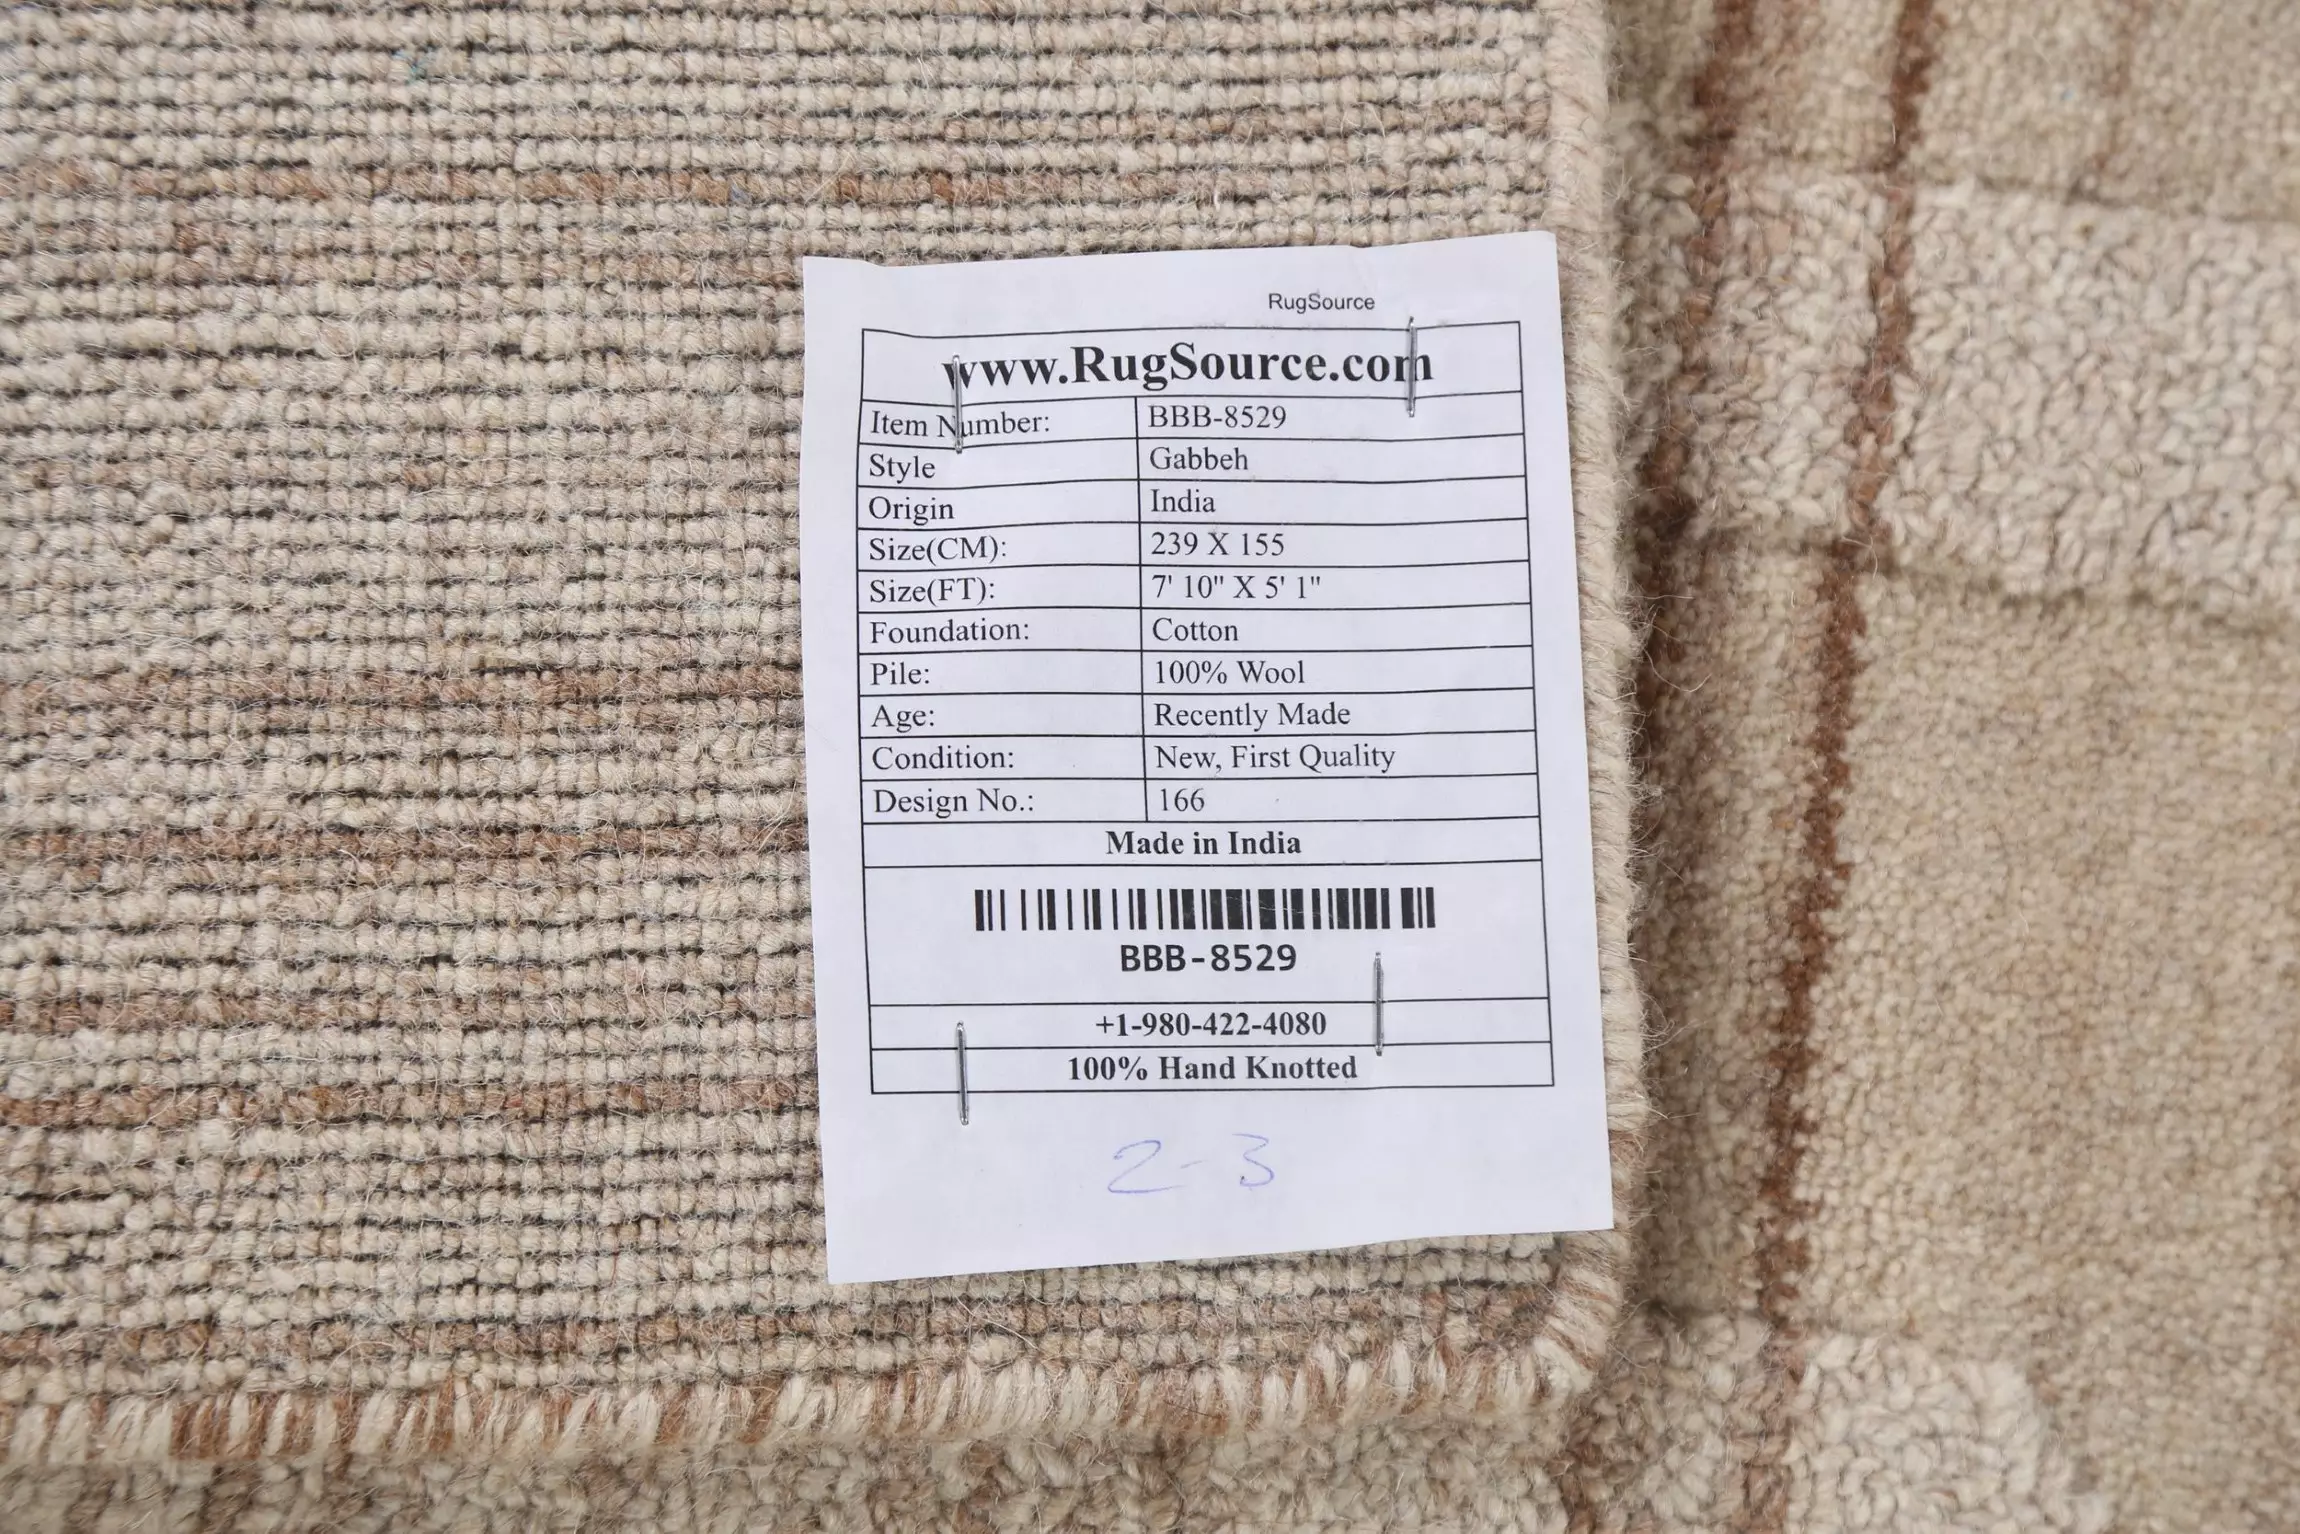 RugSource
www.RugSource.com
Item Number: BBB-8529
Style Gabbeh
Origin India
Size(CM): 239 X 155
Size(FT): 7' 10" X 5' 1"
Foundation: Cotton
Pile: 100% Wool
Age: Recently Made
Condition: New, First Quality
Design No.: 166
Made in India
BBB-8529
+1-980-422-4080
100% Hand Knotted
2-3